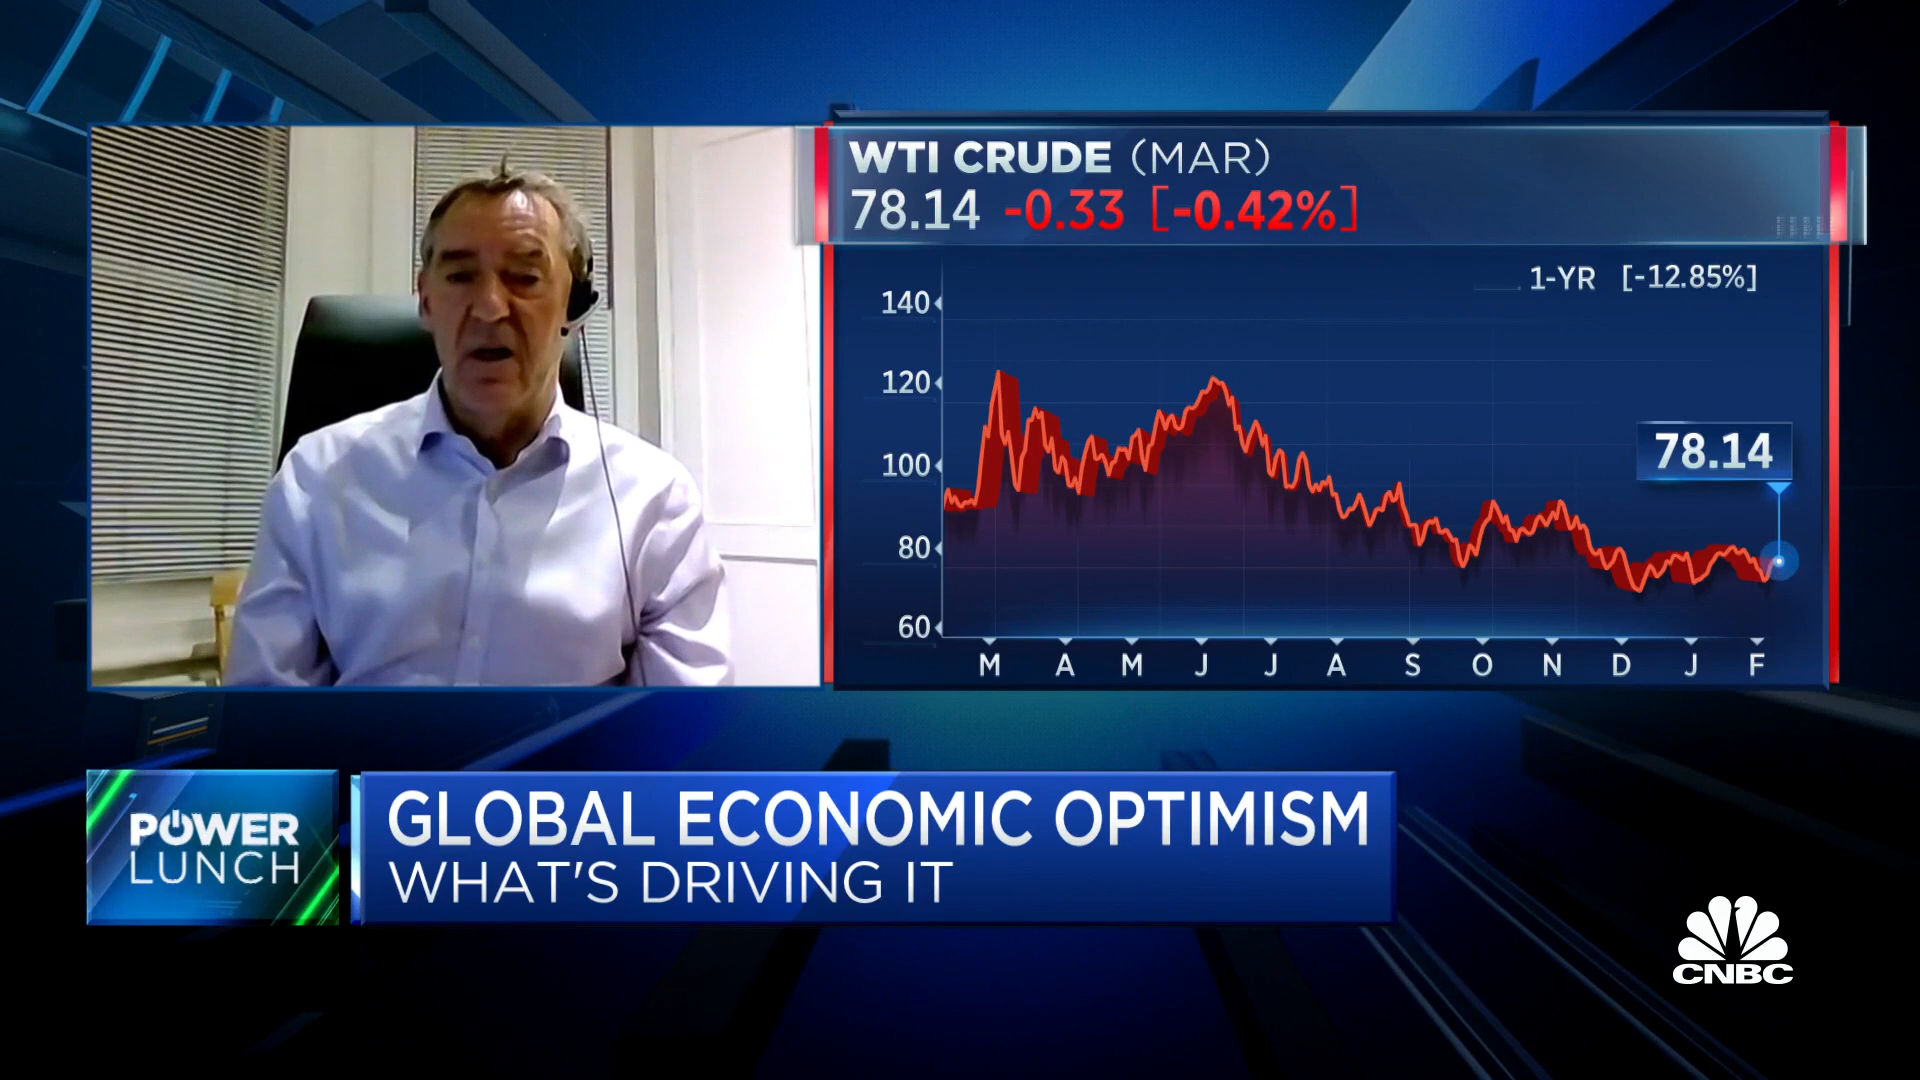 WTI CRUDE (MAR)
78.14 -0.33 [-0.42%]
1-YR [-12.85%]
140
120
100
80
60
78.14
M A M J J A S O N D J F
POWER
LUNCH
GLOBAL ECONOMIC OPTIMISM
WHAT'S DRIVING IT
CNBC